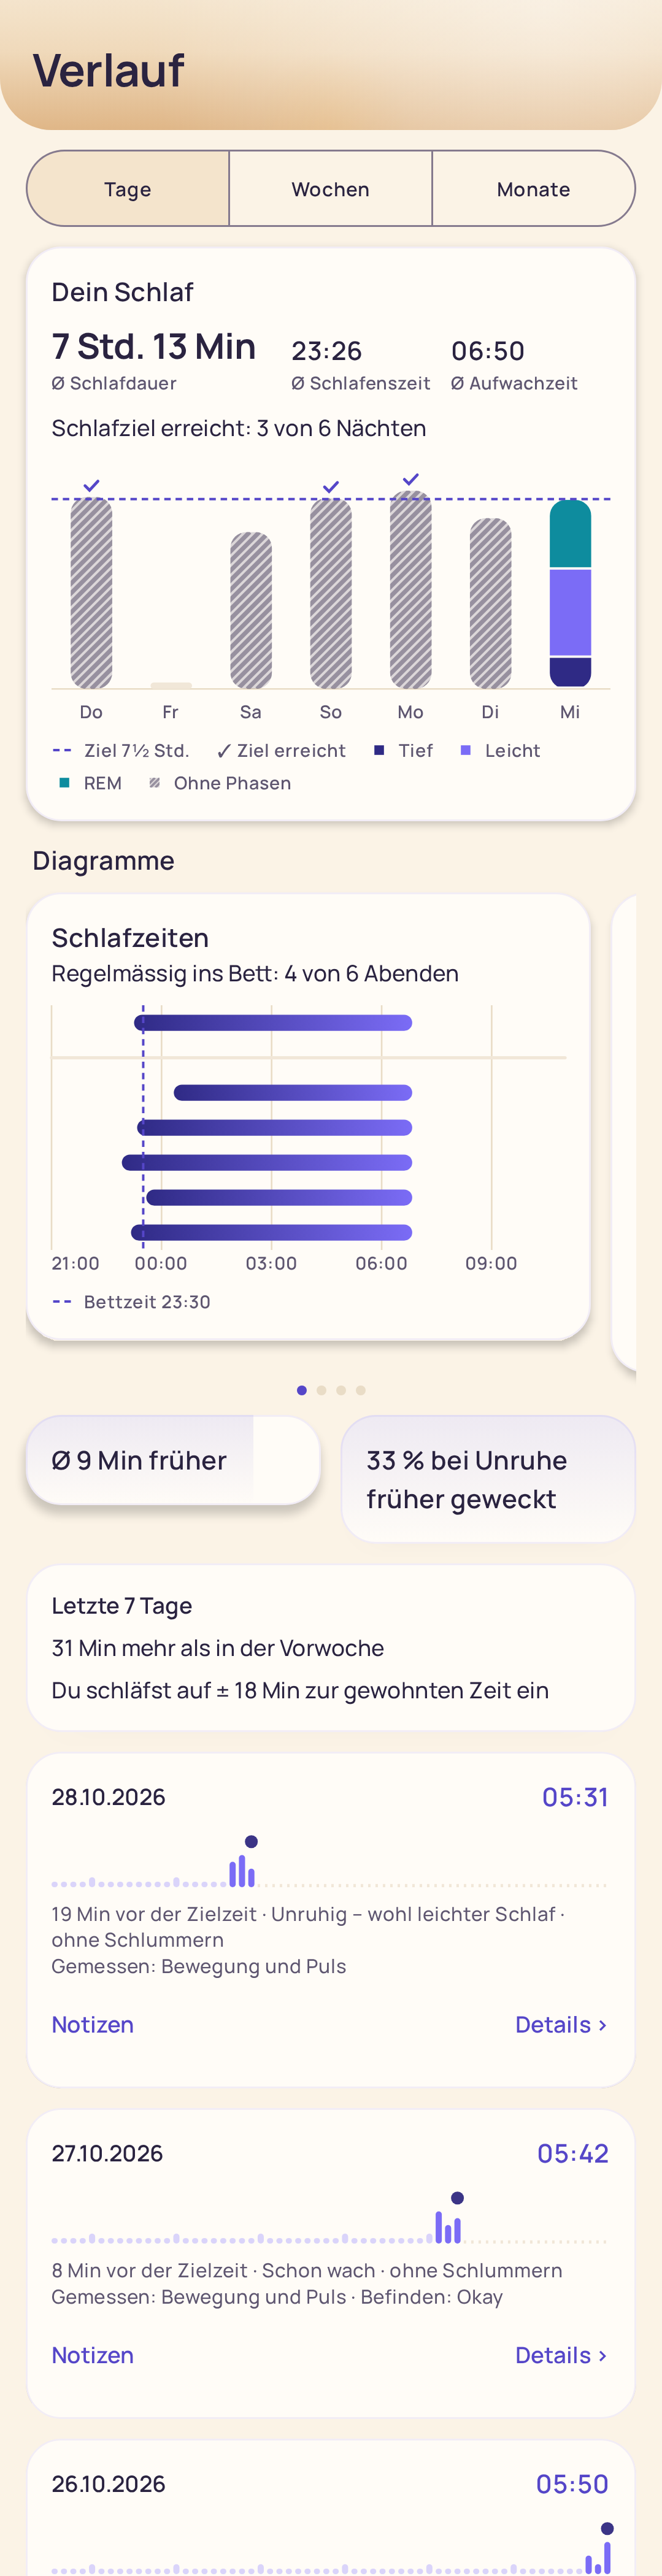 Verlauf
Tage
Wochen
Monate
Dein Schlaf
7 Std. 13 Min
23:26
06:50
Ø Schlafdauer
Ø Schlafenszeit
Ø Aufwachzeit
Schlafziel erreicht: 3 von 6 Nächten
Do
Fr
Sa
So
Mo
Di
Mi
Ziel 7½ Std.
✓ Ziel erreicht
Tief
Leicht
REM
Ohne Phasen
Diagramme
Schlafzeiten
Regelmässig ins Bett: 4 von 6 Abenden
21:00
00:00
03:00
06:00
09:00
Bettzeit 23:30
Ø 9 Min früher
33 % bei Unruhe
früher geweckt
Letzte 7 Tage
31 Min mehr als in der Vorwoche
Du schläfst auf ± 18 Min zur gewohnten Zeit ein
28.10.2026
05:31
19 Min vor der Zielzeit · Unruhig – wohl leichter Schlaf ·
ohne Schlummern
Gemessen: Bewegung und Puls
Notizen
Details ›
27.10.2026
05:42
8 Min vor der Zielzeit · Schon wach · ohne Schlummern
Gemessen: Bewegung und Puls · Befinden: Okay
Notizen
Details ›
26.10.2026
05:50